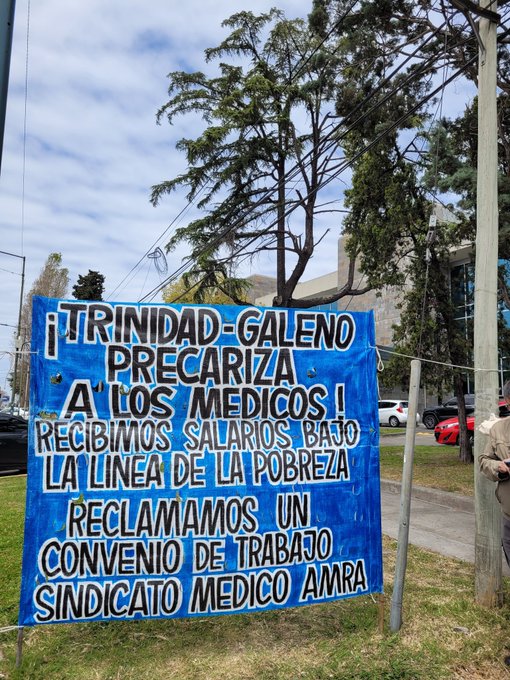 ¡TRINIDAD-GALENO
PRECARIZA
A LOS MEDICOS!
RECIBIMOS SALARIOS BAJO
LA LINEA DE LA POBREZA
RECLAMAMOS UN
CONVENIO DE TRABAJO
SINDICATO MEDICO AMRA